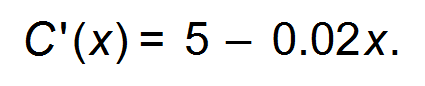 C'(x) = 5 – 0.02x.